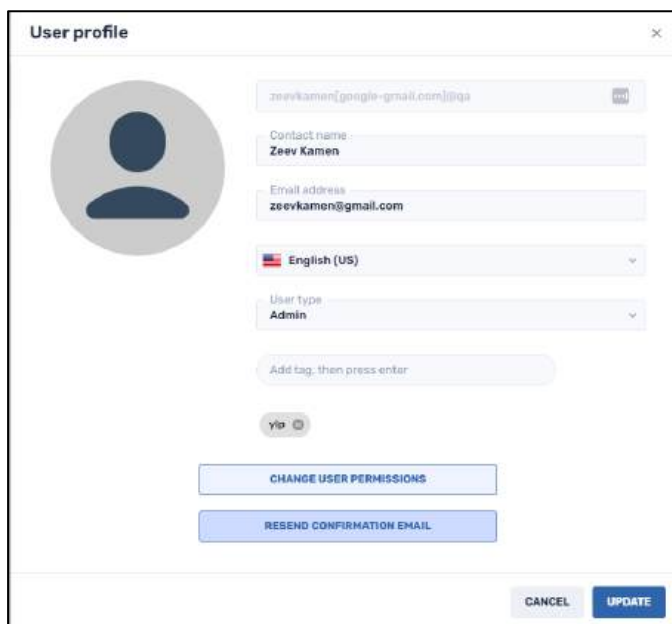 User profile
zeevkamen[google-gmail.com]@qa
Contact name
Zeev Kamen
Email address
zeevkamen@gmail.com
English (US)
User type
Admin
Add tag, then press enter
yip
CHANGE USER PERMISSIONS
RESEND CONFIRMATION EMAIL
CANCEL
UPDATE